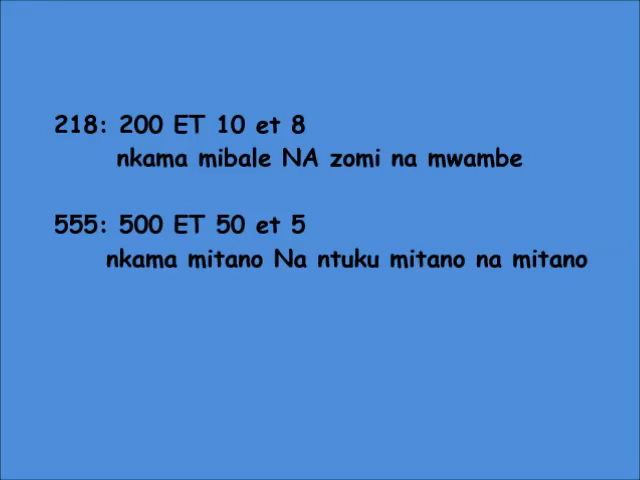 218: 200 ET 10 et 8
nkama mibale NA zomi na mwambe
555: 500 ET 50 et 5
nkama mitano Na ntuku mitano na mitano